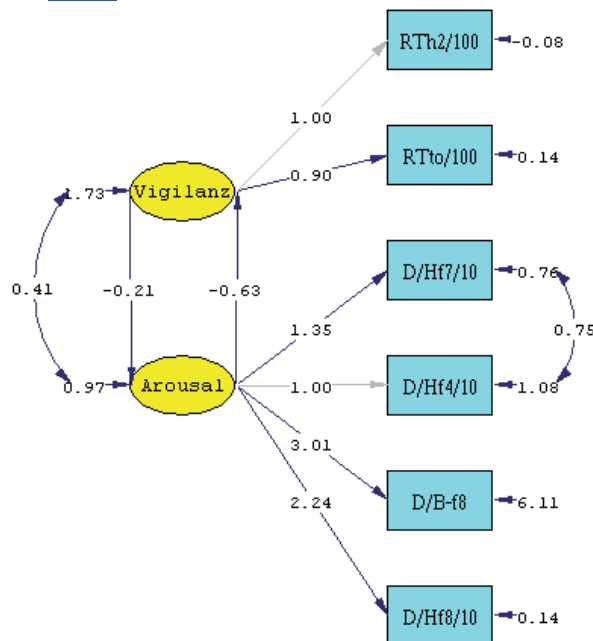 RTh2/100
-0.08
1.00
RTto/100
0.14
0.90
Vigilanz
1.73
D/Hf7/10
0.76
0.41
-0.21
-0.63
1.35
0.75
Arousal
0.97
1.00
D/Hf4/10
1.08
3.01
D/B-f8
6.11
2.24
D/Hf8/10
0.14